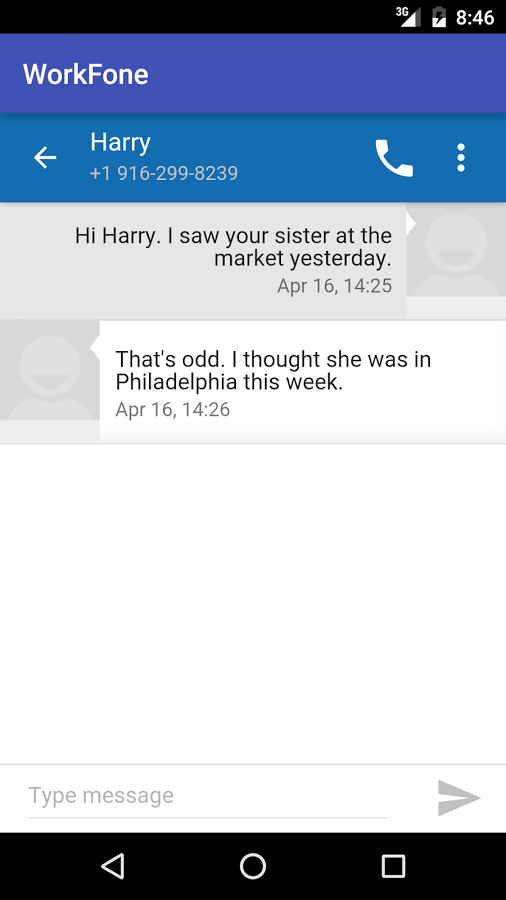 3G 8:46
WorkFone
Harry
+1 916-299-8239
Hi Harry. I saw your sister at the
market yesterday.
Apr 16, 14:25
That's odd. I thought she was in
Philadelphia this week.
Apr 16, 14:26
Type message